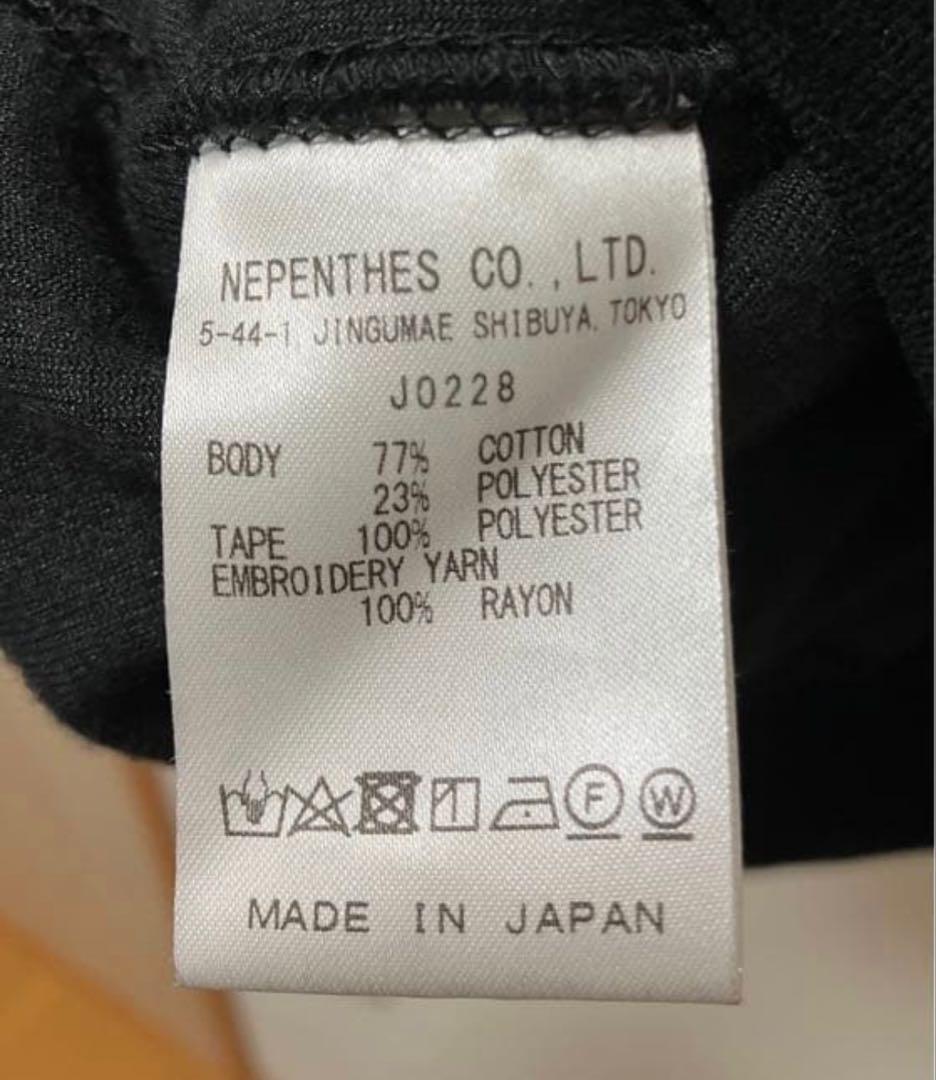 NEPENTHES CO., LTD.
5-44-1 JINGUMAE SHIBUYA, TOKYO
J0228
BODY 77% COTTON
23% POLYESTER
TAPE 100% POLYESTER
EMBROIDERY YARN
100% RAYON
F W
MADE IN JAPAN